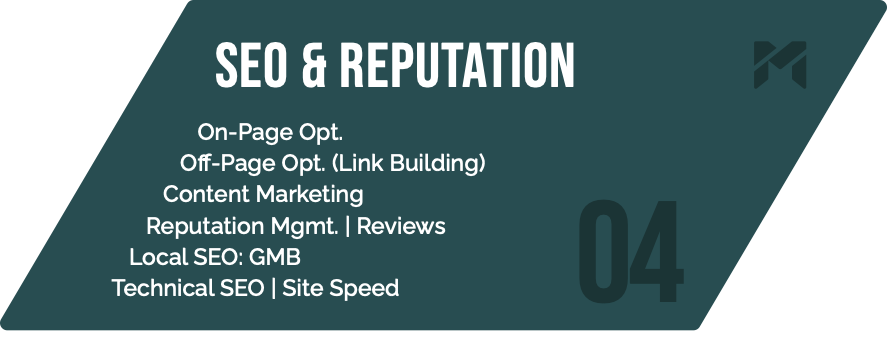 SEO & REPUTATION
On-Page Opt.
Off-Page Opt. (Link Building)
Content Marketing
Reputation Mgmt. | Reviews
Local SEO: GMB
Technical SEO | Site Speed
04